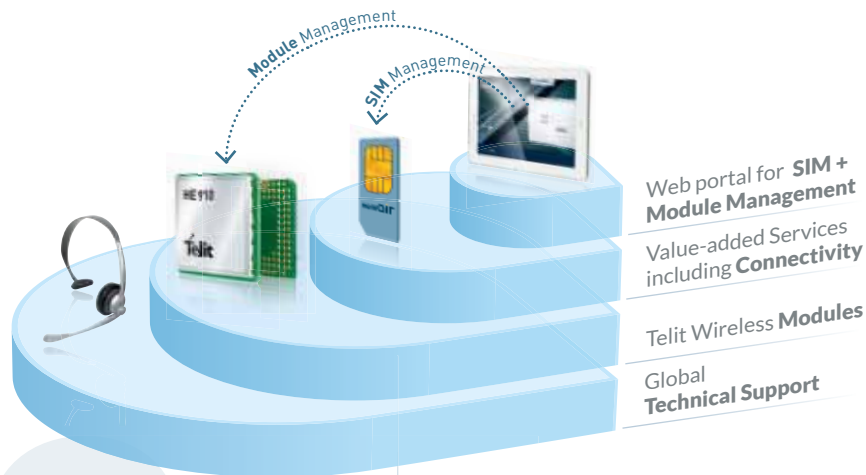 Module Management
SIM Management
HE910
Telit
Web portal for SIM +
Module Management
Value-added Services
including Connectivity
Telit Wireless Modules
Global
Technical Support